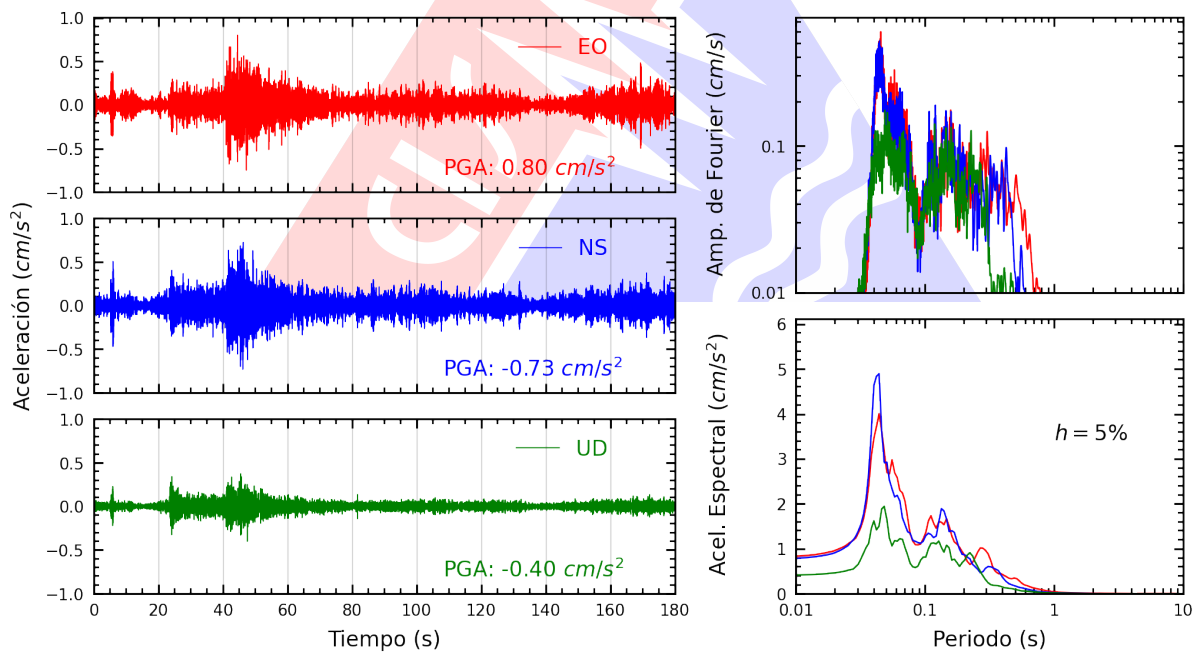 1.0
0.5
0.0
−0.5
−1.0
EO
PGA: 0.80 cm/s²
1.0
0.5
0.0
−0.5
−1.0
NS
PGA: -0.73 cm/s²
1.0
0.5
0.0
−0.5
−1.0
UD
PGA: -0.40 cm/s²
0 20 40 60 80 100 120 140 160 180
Tiempo (s)
Aceleración (cm/s²)
Amp. de Fourier (cm/s)
0.1
0.01
Acel. Espectral (cm/s²)
6
5
4
3
2
1
0
h = 5%
0.01 0.1 1 10
Periodo (s)